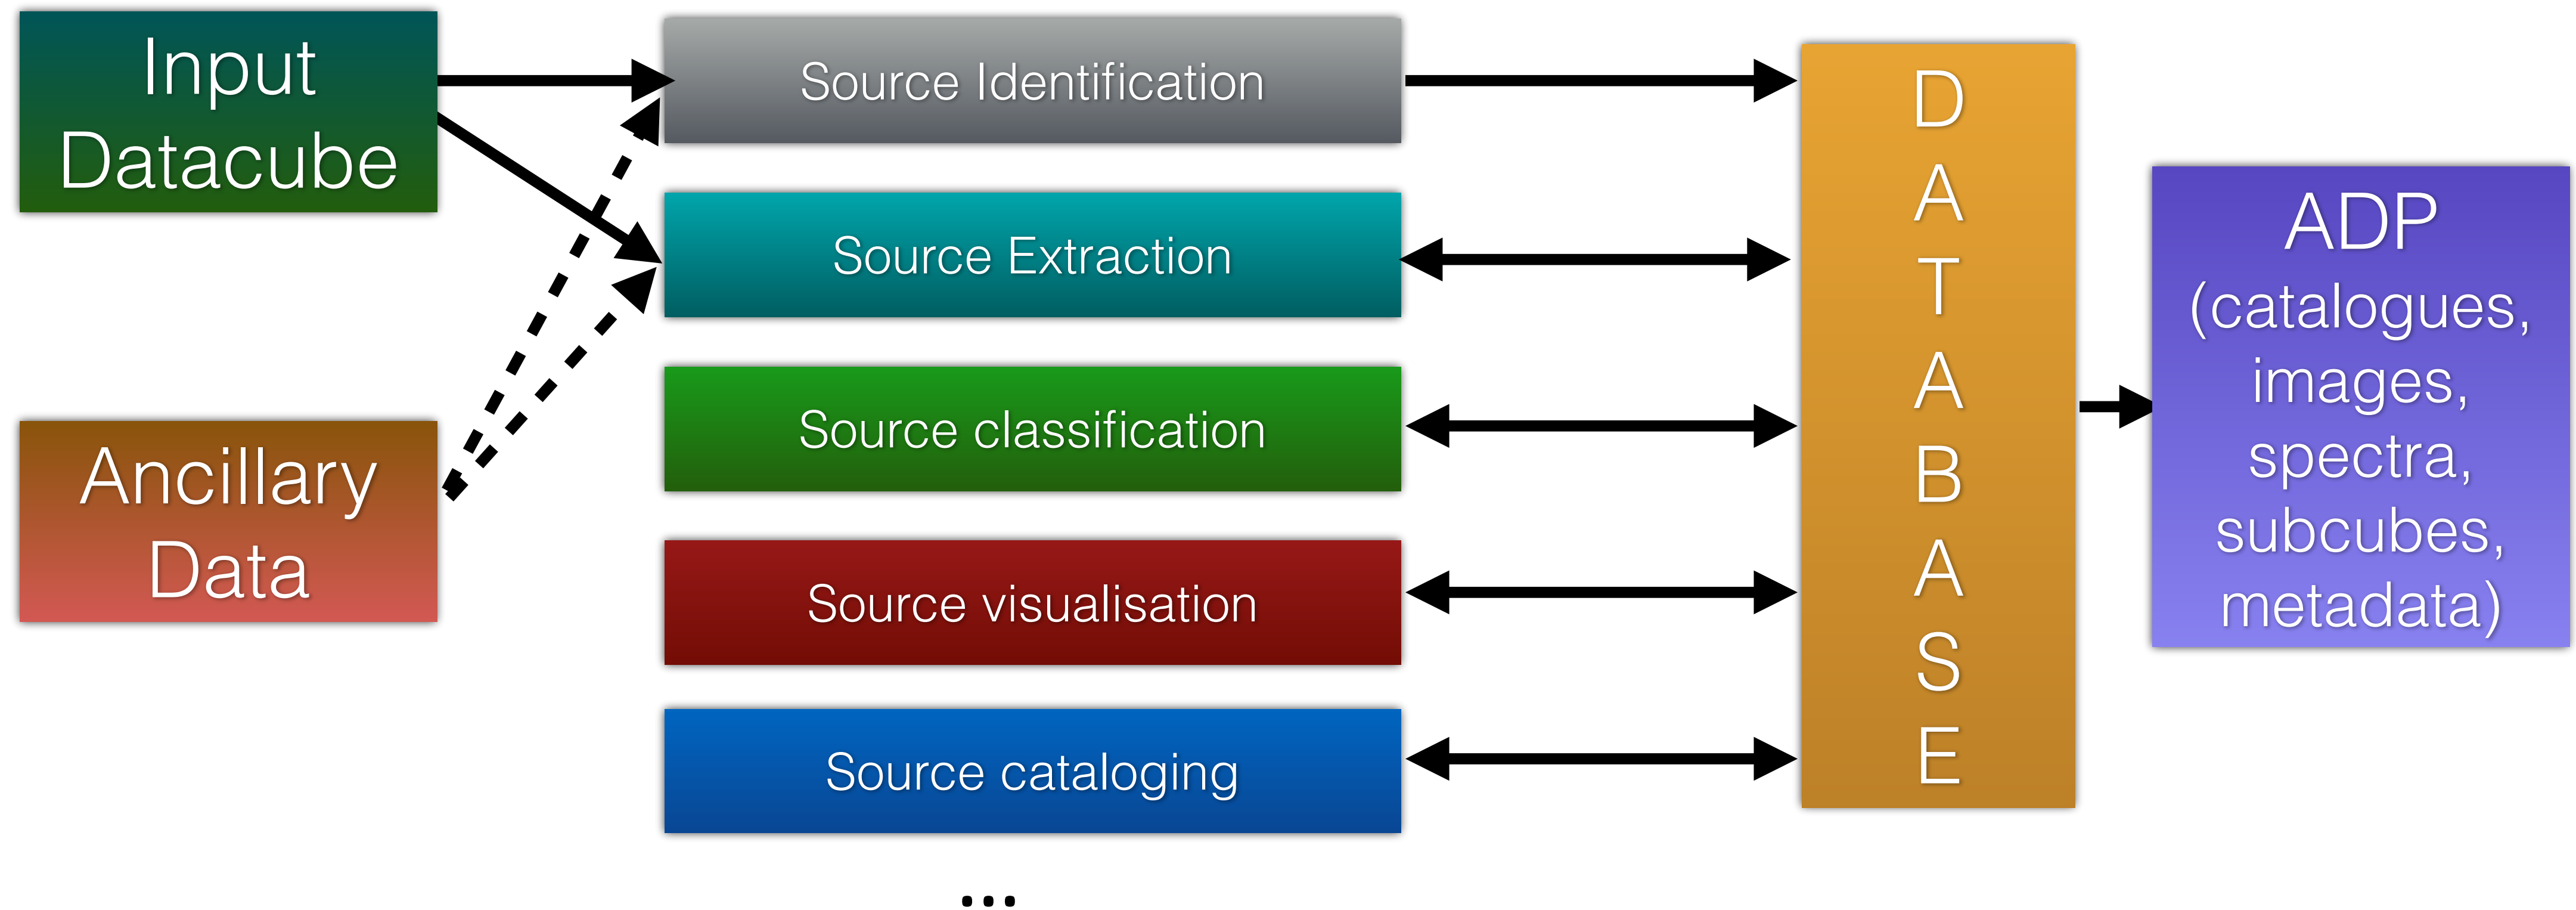 Input
Datacube
Ancillary
Data
Source Identification
Source Extraction
Source classification
Source visualisation
Source cataloging
...
D
A
T
A
B
A
S
E
ADP
(catalogues,
images,
spectra,
subcubes,
metadata)